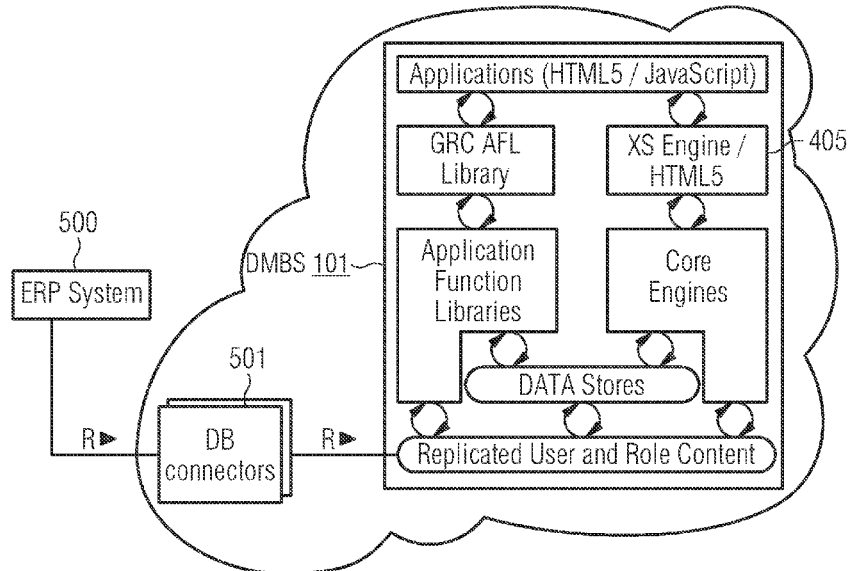 Applications (HTML5 / JavaScript)
GRC AFL
Library
XS Engine /
HTML5
405
500
ERP System
DMBS 101
Application
Function
Libraries
Core
Engines
501
DATA Stores
R
DB
connectors
R
Replicated User and Role Content